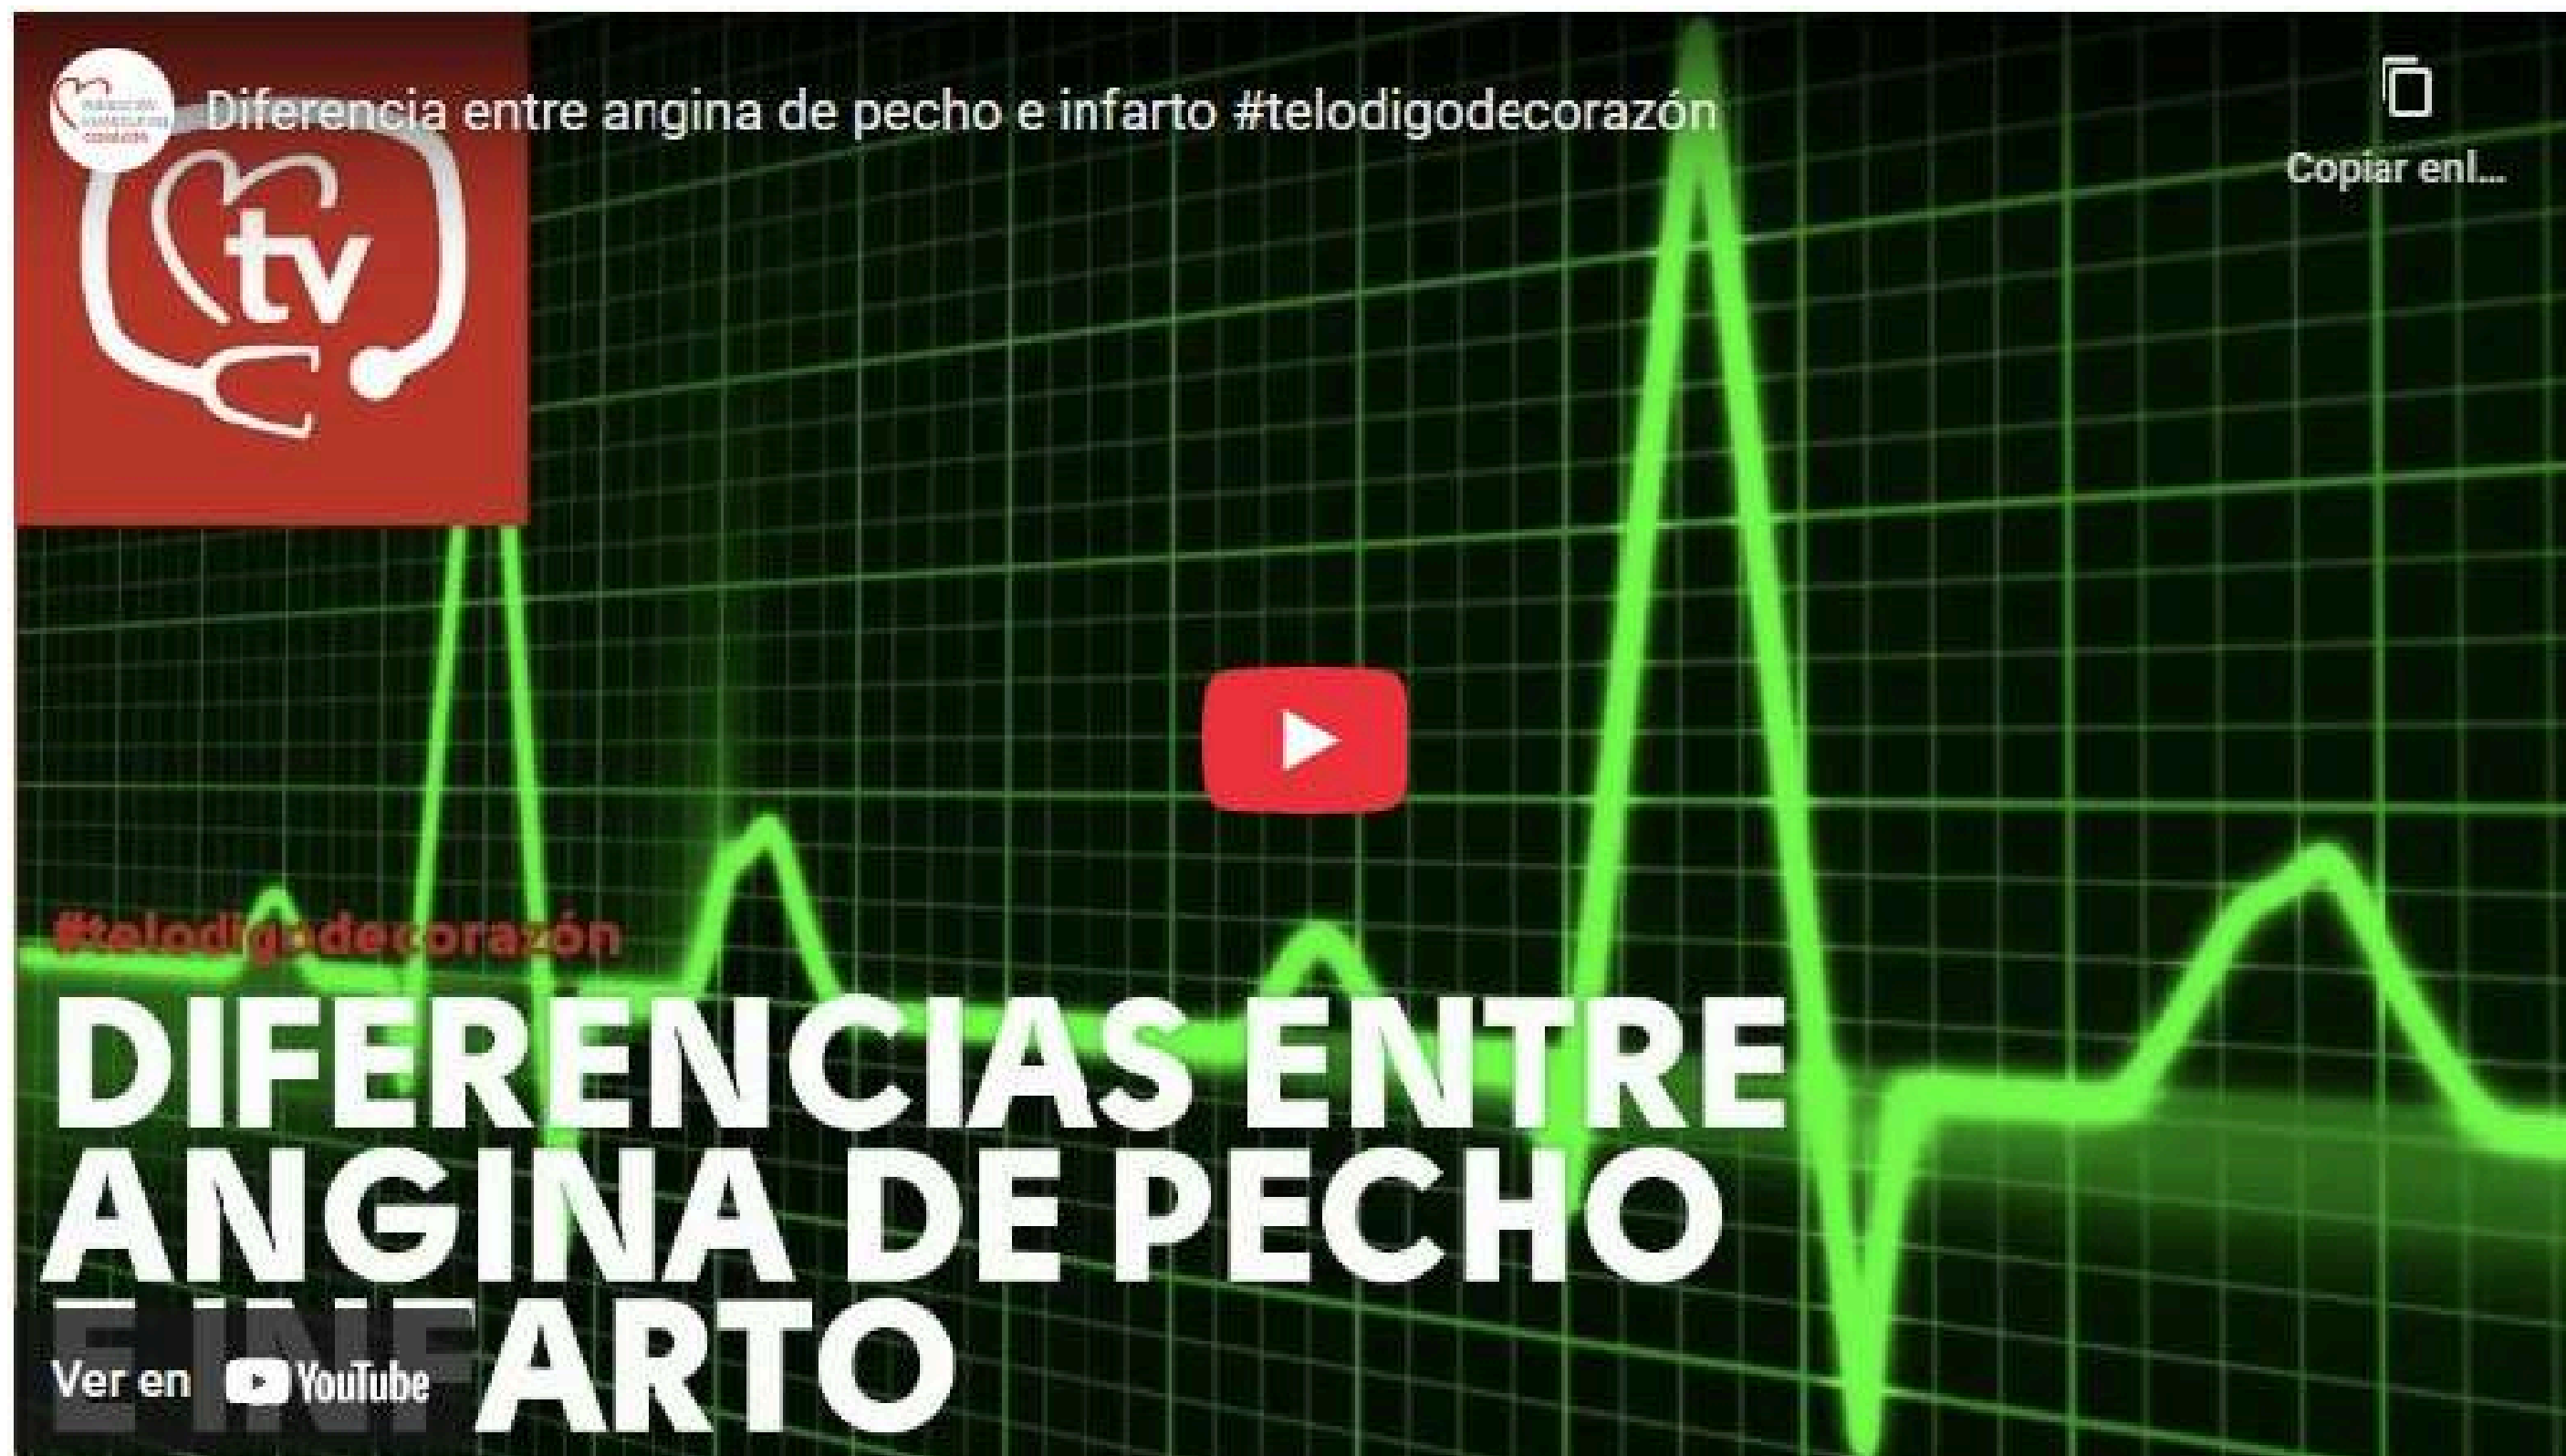 Diferencia entre angina de pecho e infarto #telodigodecorazón
Copiar enl...
tv
#telodigodecorazón
DIFERENCIAS ENTRE
ANGINA DE PECHO
E INFARTO
Ver en YouTube